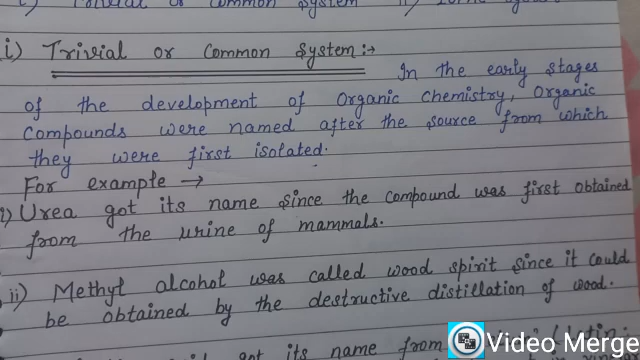 i) Trivial or Common System:→
In the early stages
of the development of Organic Chemistry, Organic
Compounds were named after the source from which
they were first isolated.
For example →
i) Urea got its name since the compound was first obtained
from the urine of mammals.
ii) Methyl alcohol was called wood spirit since it could
be obtained by the destructive distillation of wood.
got its name from
Video Merge